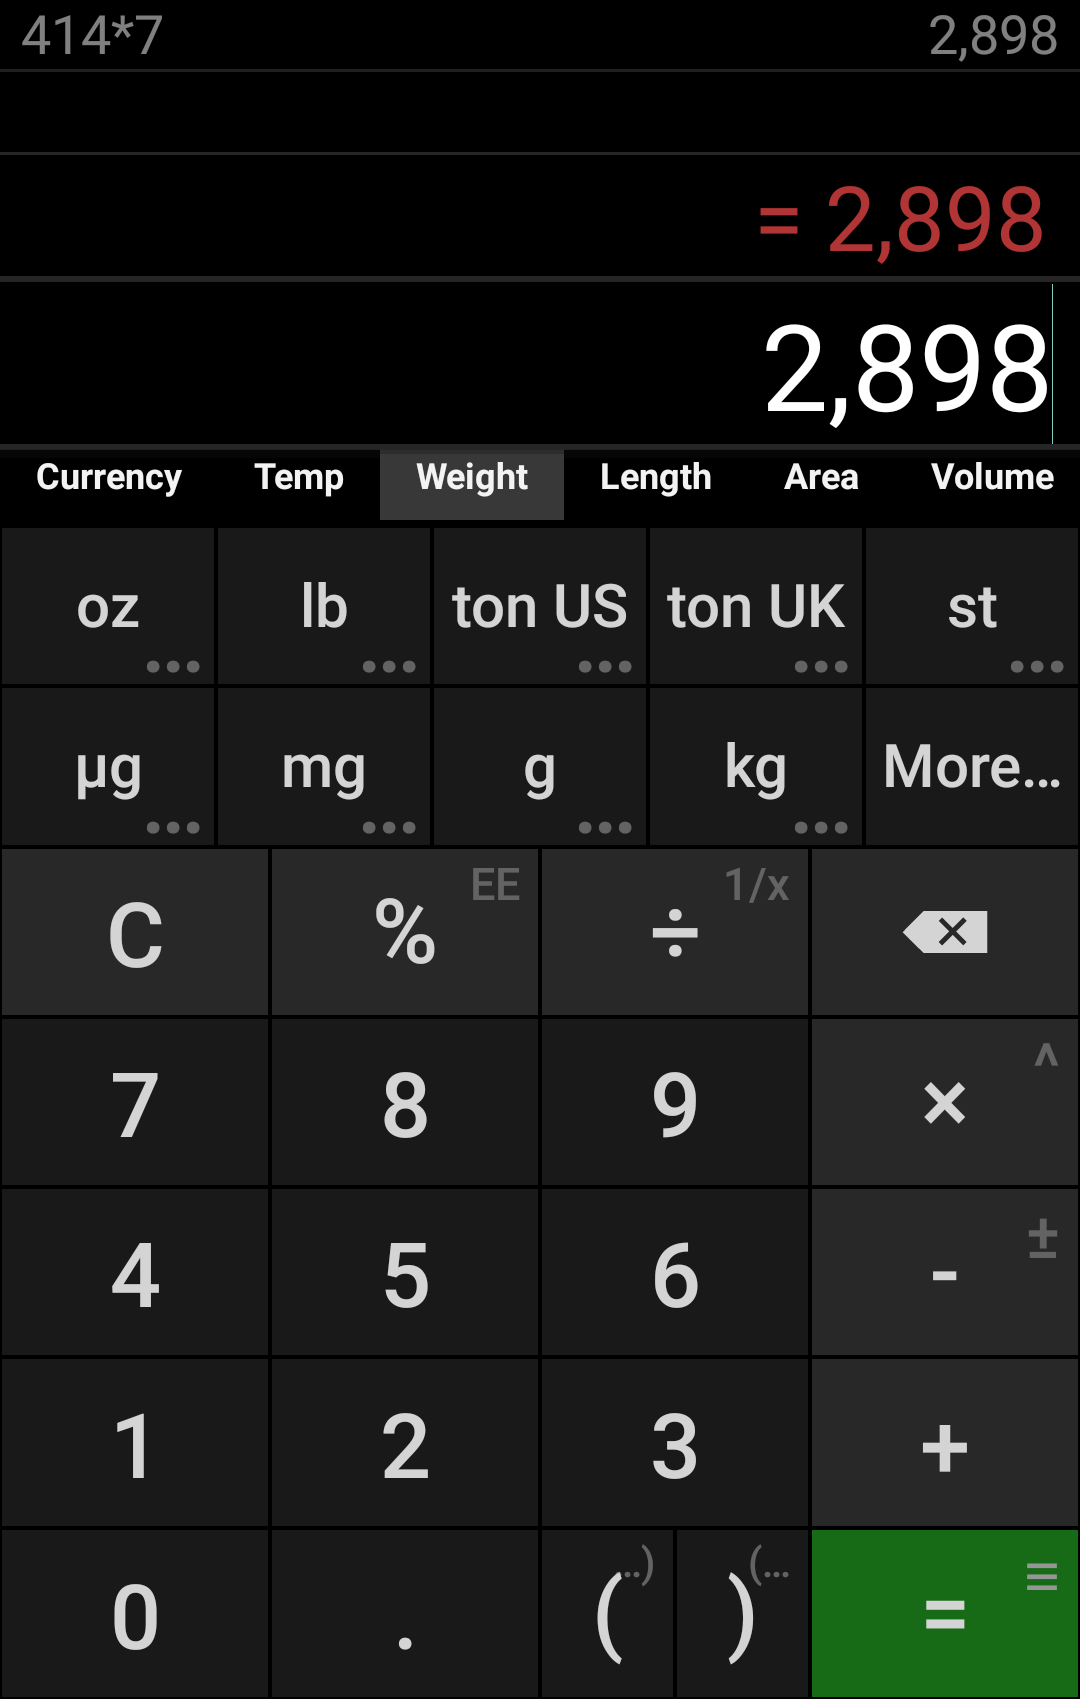 414*7 2,898
= 2,898
2,898
Currency Temp Weight Length Area Volume
oz lb ton US ton UK st
µg mg g kg More...
C % EE ÷ 1/x
7 8 9 × ^
4 5 6 - ±
1 2 3 +
0 . ( ..) ) (... =